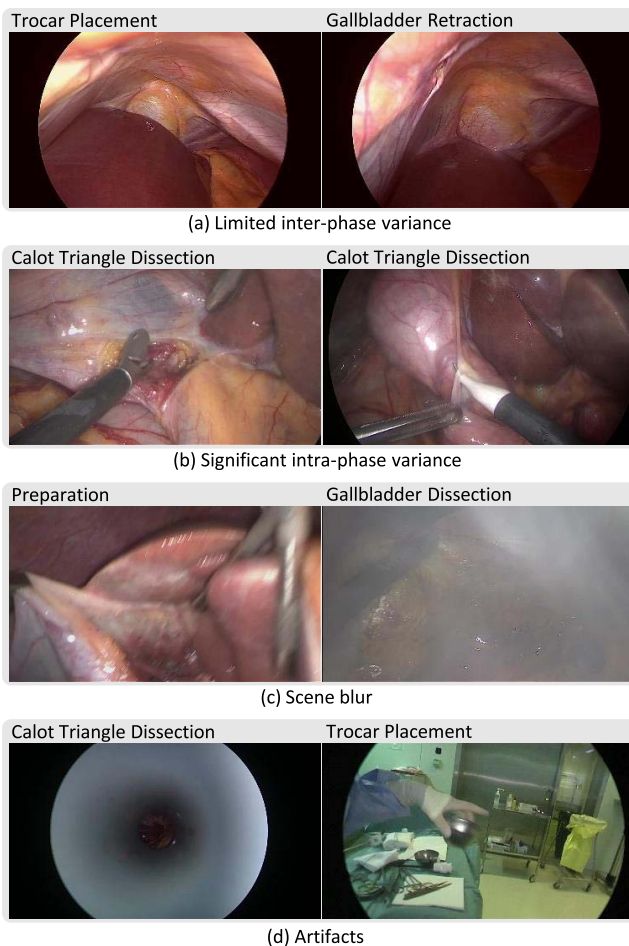 Trocar Placement
Gallbladder Retraction
(a) Limited inter-phase variance
Calot Triangle Dissection
Calot Triangle Dissection
(b) Significant intra-phase variance
Preparation
Gallbladder Dissection
(c) Scene blur
Calot Triangle Dissection
Trocar Placement
(d) Artifacts